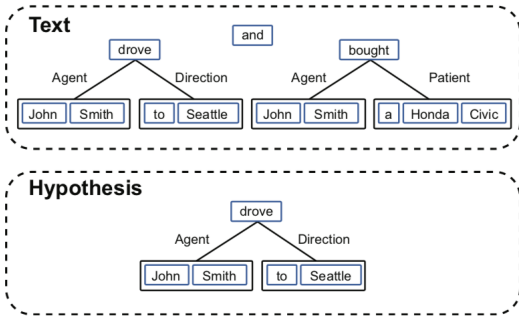 Text
and
drove bought
Agent Direction Agent Patient
John Smith to Seattle John Smith a Honda Civic
Hypothesis
drove
Agent Direction
John Smith to Seattle